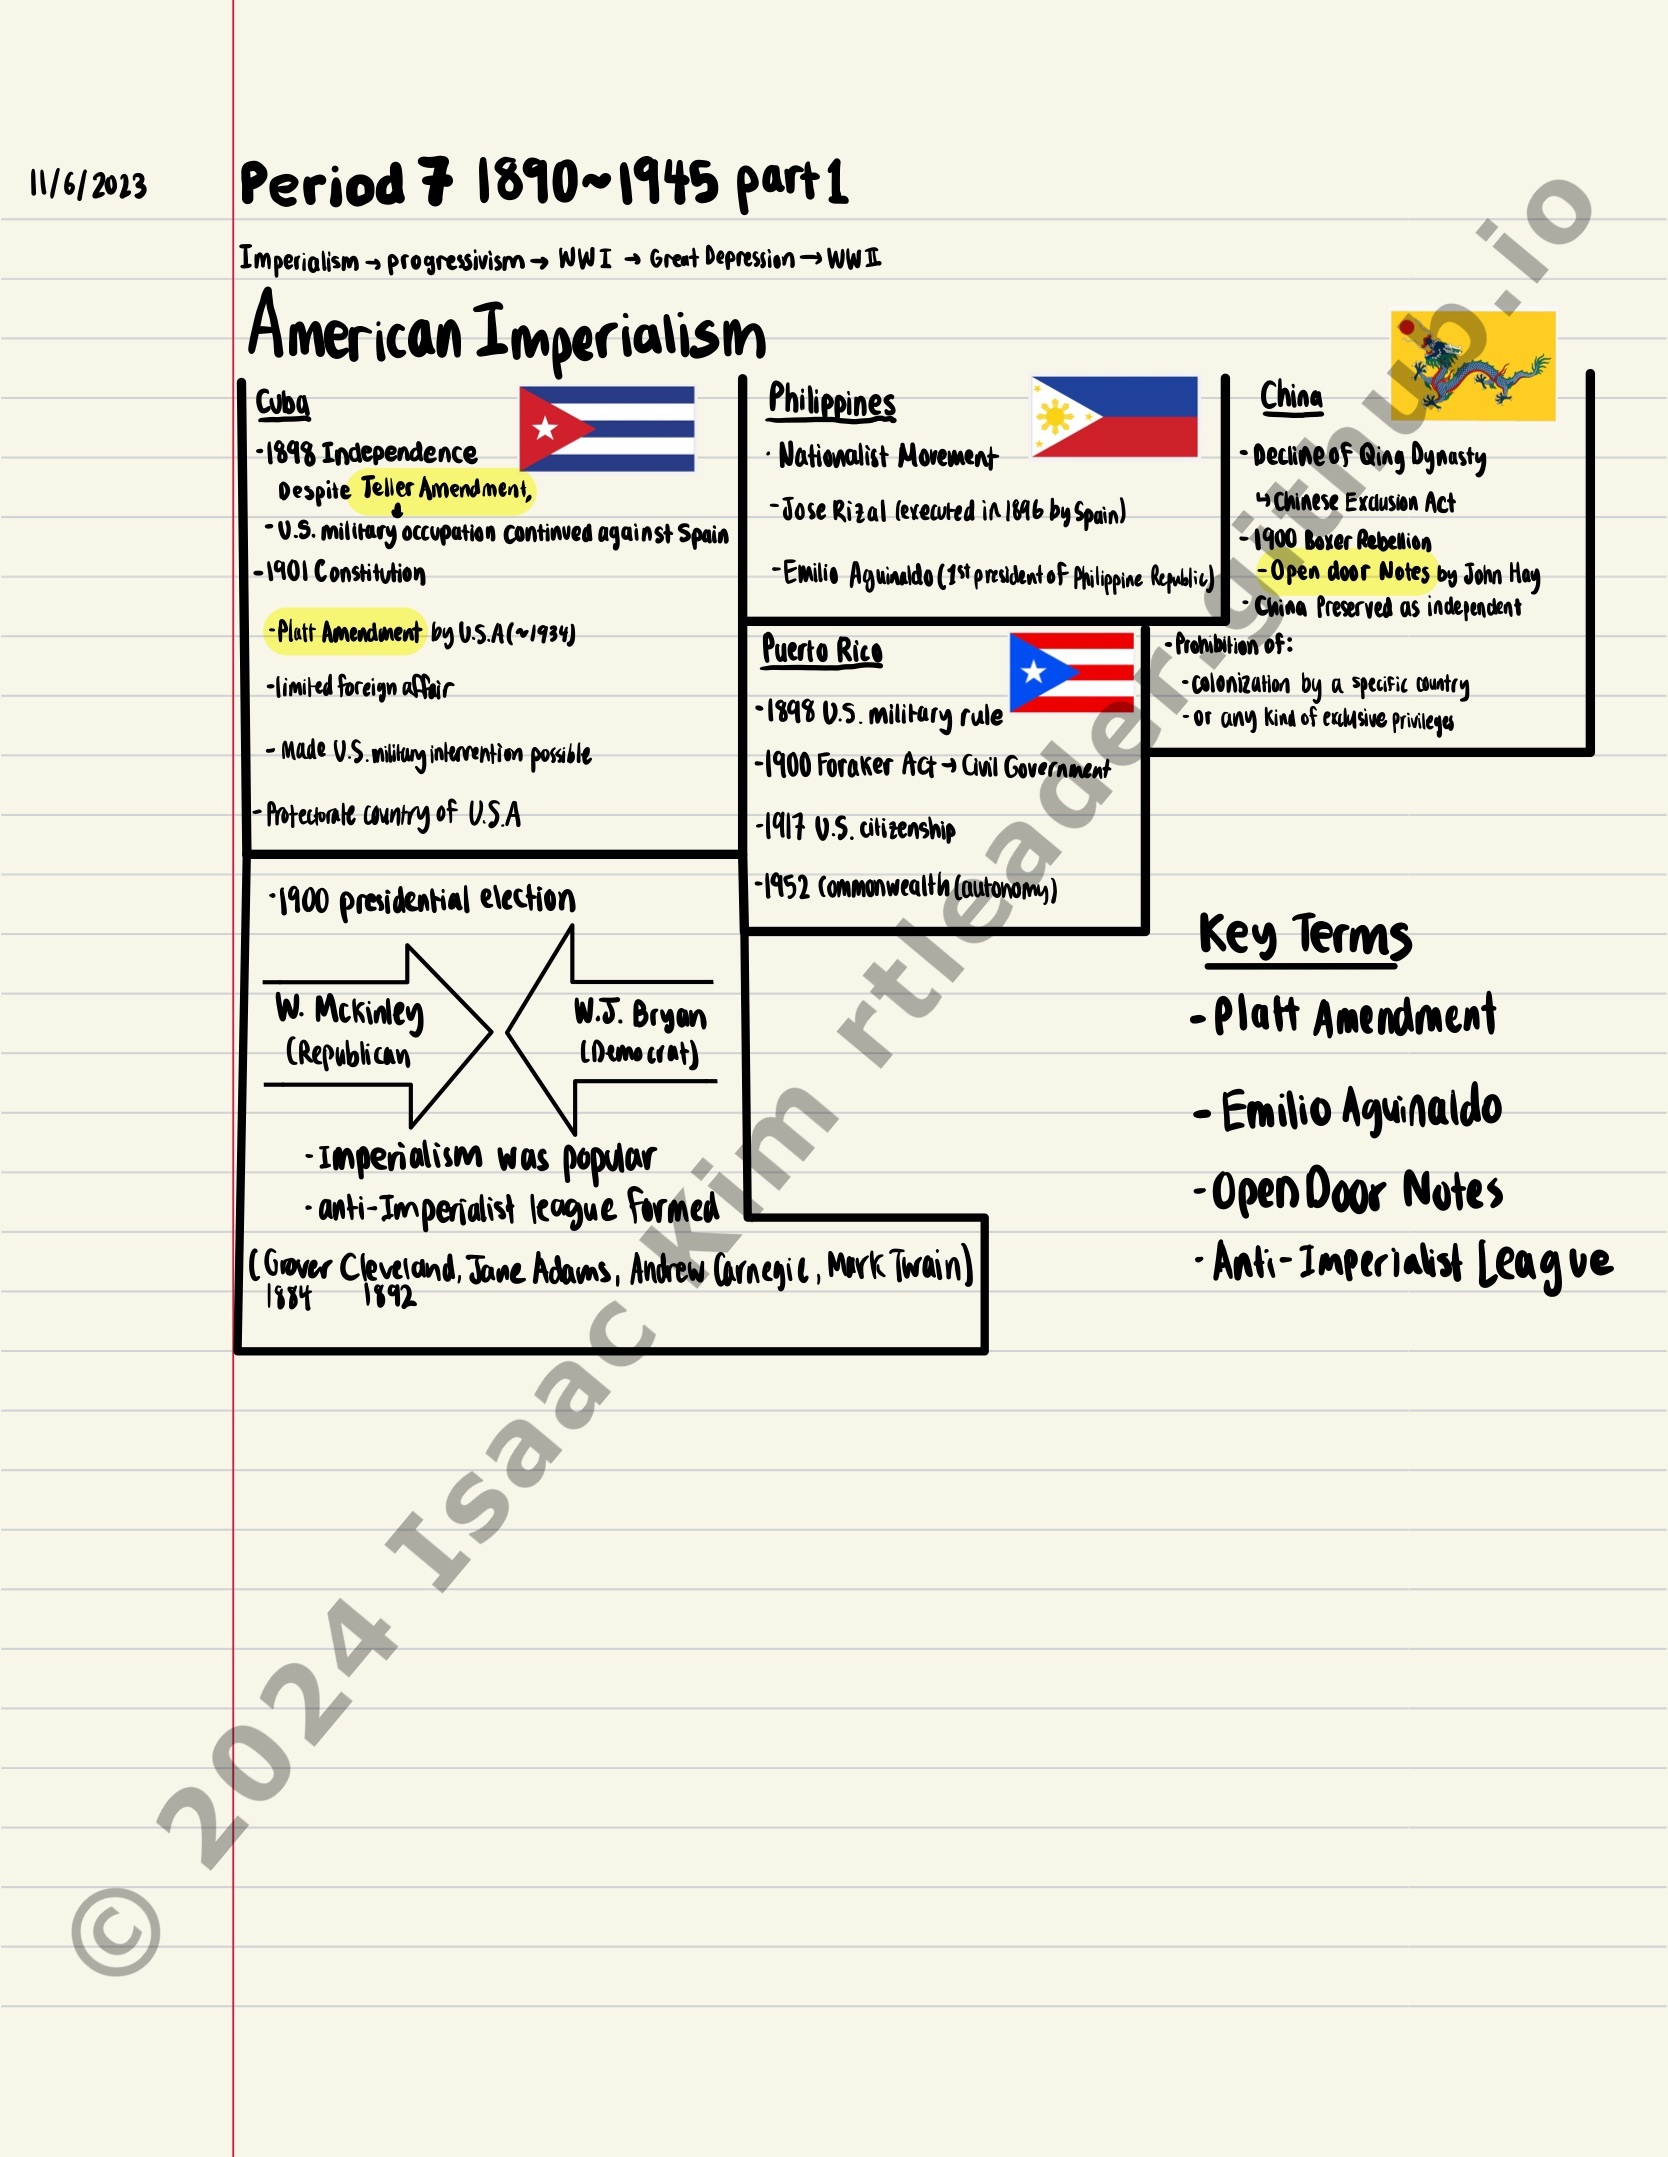 11/6/2023
Period 7 1890~1945 part 1
Imperialism → progressivism → WW I → Great Depression → WW II
American Imperialism
Cuba
-1898 Independence
Despite Teller Amendment,
-U.S. military occupation continued against Spain
-1901 Constitution
-Platt Amendment by U.S.A (~1934)
-limited foreign affair
- Made U.S. military intervention possible
-Protectorate country of U.S.A
Philippines
· Nationalist Movement
-Jose Rizal (executed in 1896 by Spain)
-Emilio Aguinaldo (1st president of Philippine Republic)
China
- Decline of Qing Dynasty
↳ Chinese Exclusion Act
-1900 Boxer Rebellion
-Open door Notes by John Hay
- China Preserved as independent
-Prohibition of:
-colonization by a specific country
-or any kind of exclusive privileges
Puerto Rico
-1898 U.S. military rule
-1900 Foraker Act → Civil Government
-1917 U.S. citizenship
-1952 Commonwealth (autonomy)
-1900 presidential election
W. Mckinley
(Republican
W.J. Bryan
(Democrat)
-Imperialism was popular
-anti-Imperialist league formed
(Grover Cleveland, Jane Adams, Andrew Carnegie, Mark Twain)
1884 1892
Key Terms
-Platt Amendment
-Emilio Aguinaldo
-Open Door Notes
-Anti-Imperialist League
© 2024 Isaac Kim rtleader.github.io